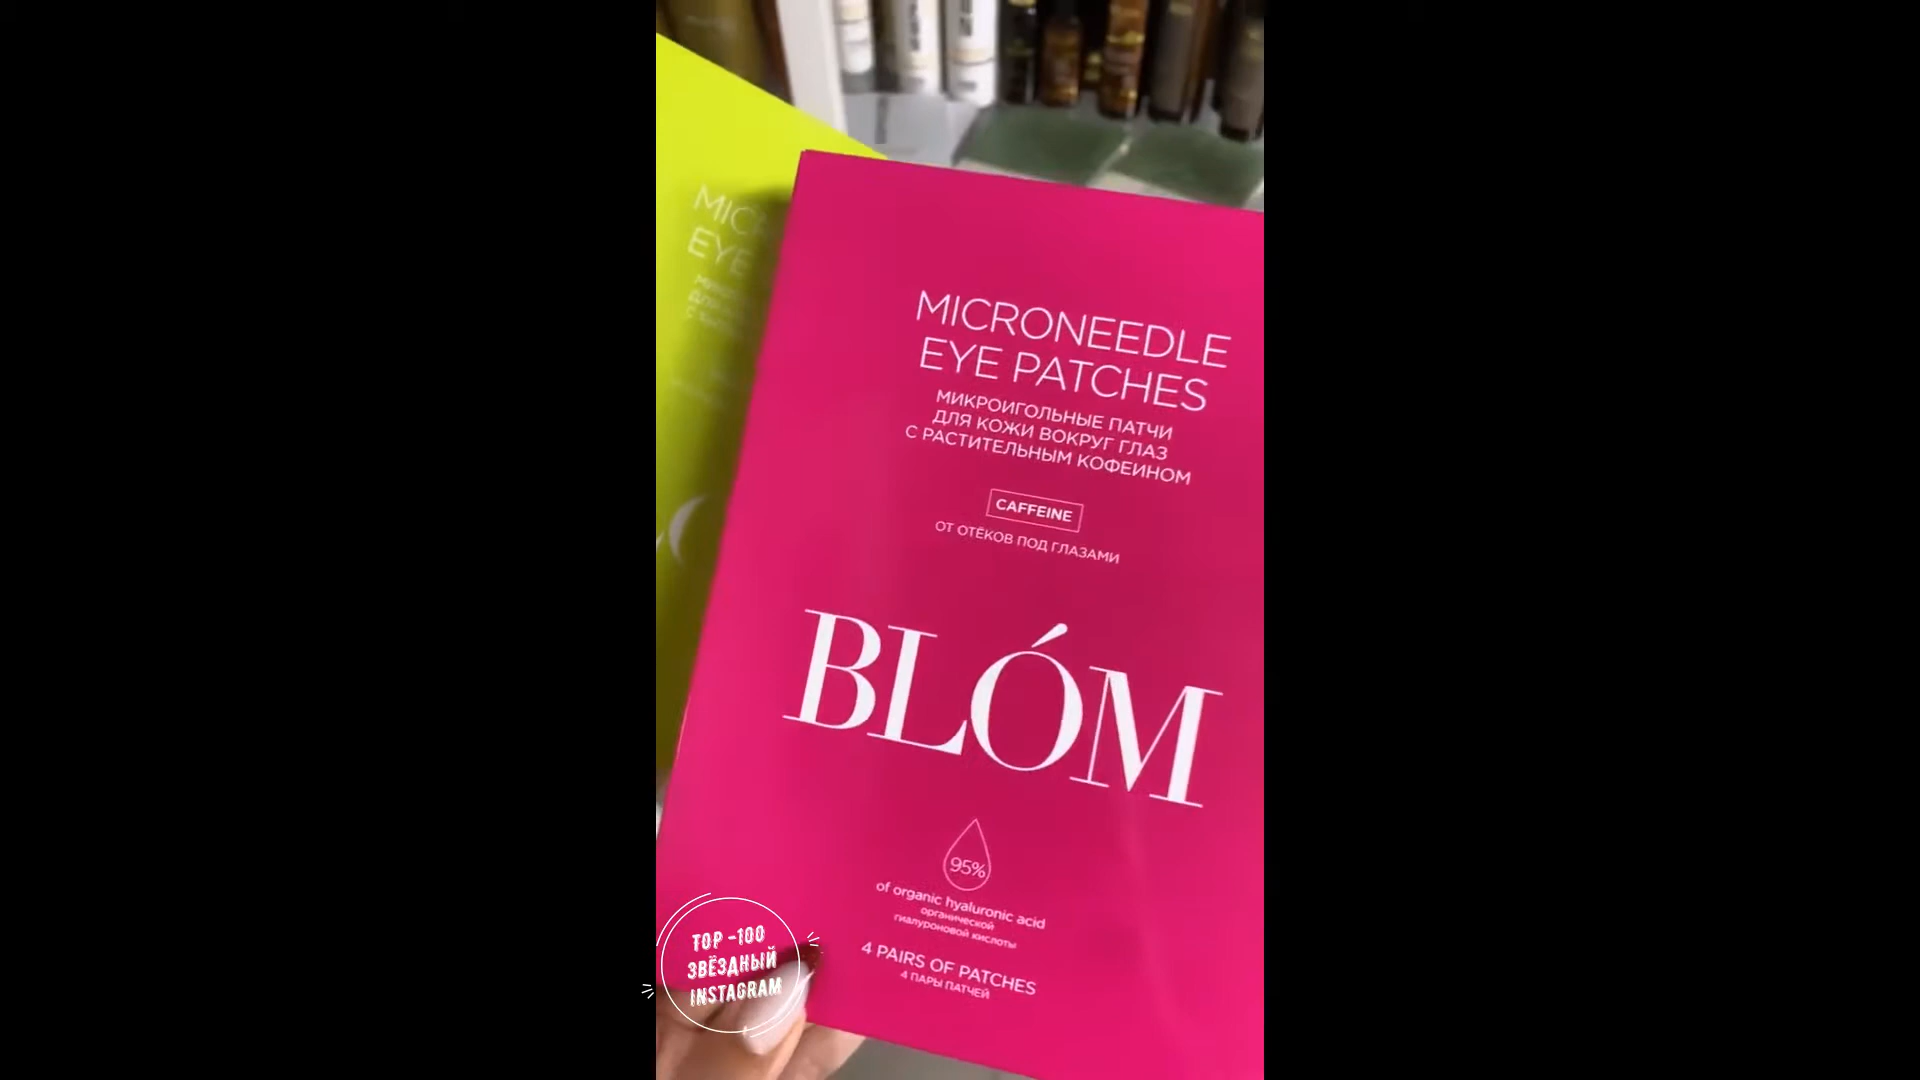 MICRONEEDLE
EYE PATCHES
МИКРОИГОЛЬНЫЕ ПАТЧИ
ДЛЯ КОЖИ ВОКРУГ ГЛАЗ
С РАСТИТЕЛЬНЫМ КОФЕИНОМ
CAFFEINE
ОТ ОТЁКОВ ПОД ГЛАЗАМИ
BLÓM
95%
of organic hyaluronic acid
органической
гиалуроновой кислоты
4 PAIRS OF PATCHES
4 ПАРЫ ПАТЧЕЙ
EYE
TOP -100
ЗВЁЗДНЫЙ
INSTAGRAM